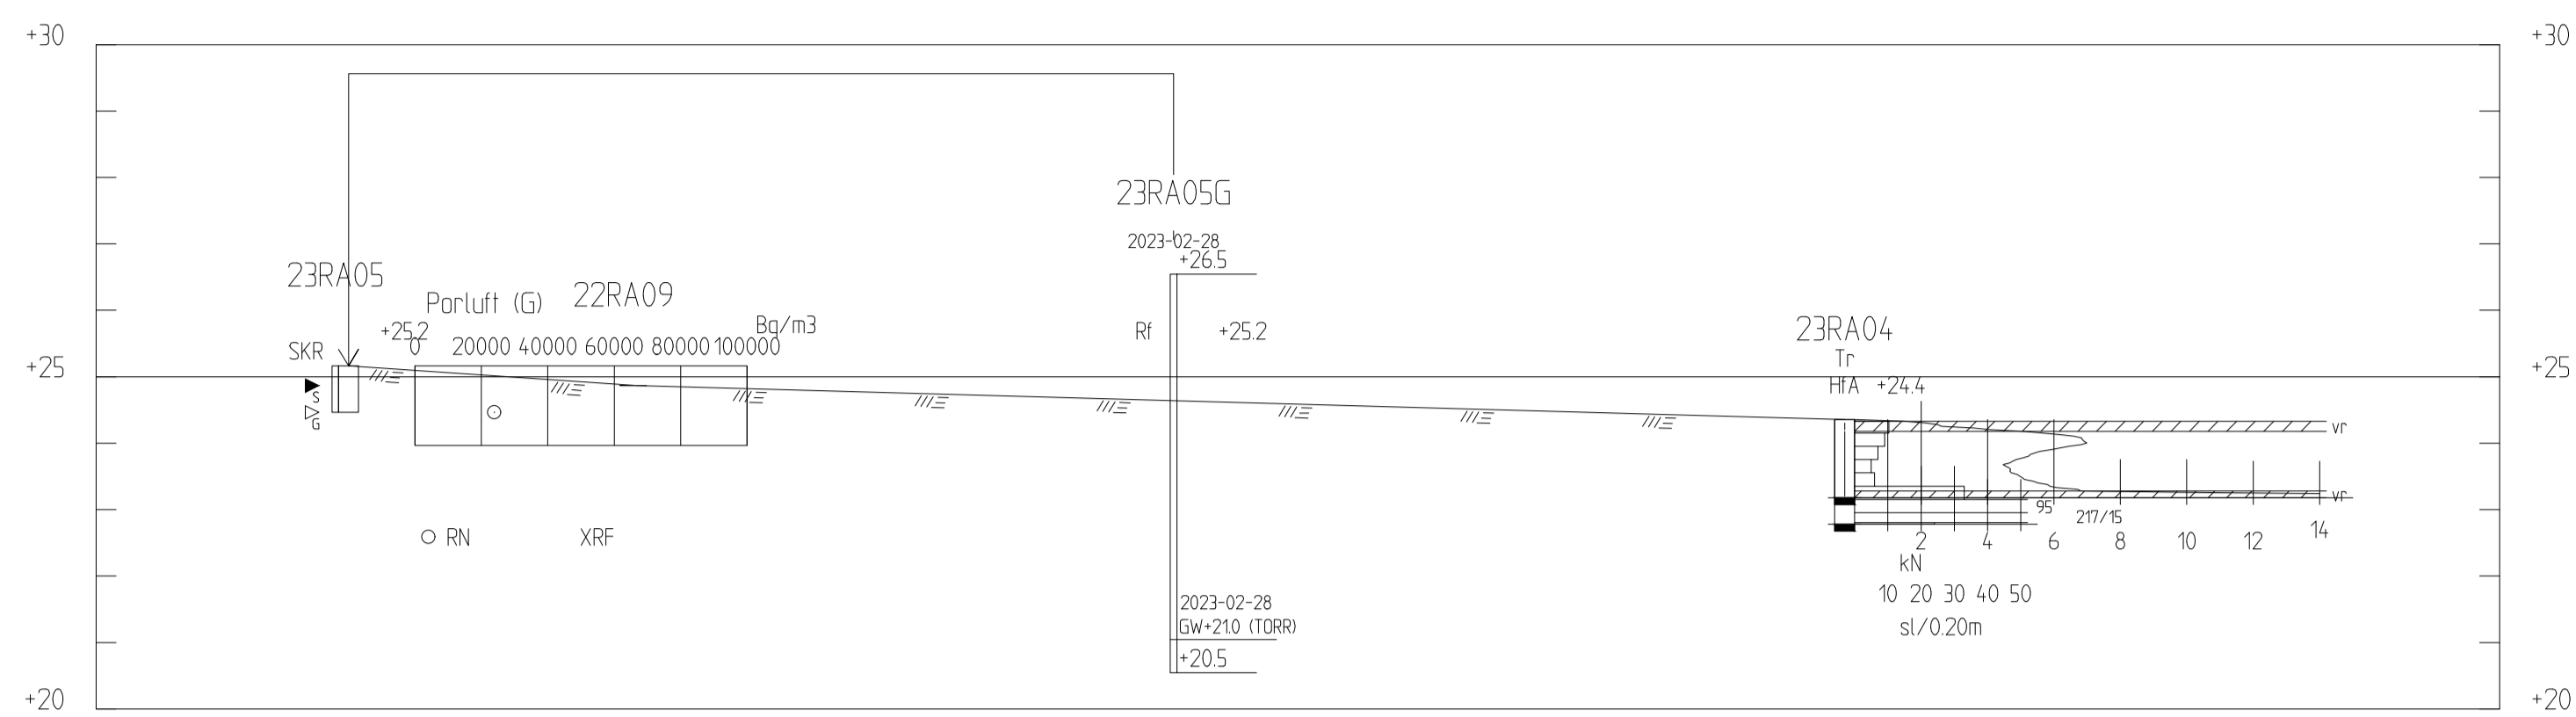 +30 +30
23RA05G
2023-02-28
+26.5
23RA05
Porluft (G) 22RA09
+25.2 Bq/m3
Rf +25.2
23RA04
SKR 0 20000 40000 60000 80000 100000
Tr
+25 +25
HfA +24.4
S
G
vr
vr
95
217/15
RN XRF
2 4 6 8 10 12 14
kN
10 20 30 40 50
sl/0.20m
2023-02-28
GW+21.0 (TORR)
+20.5
+20 +20